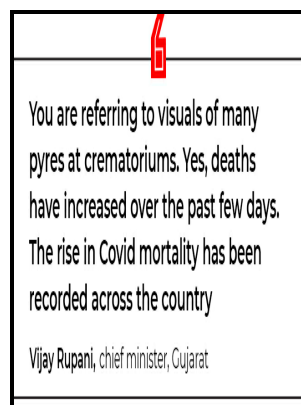 You are referring to visuals of many
pyres at crematoriums. Yes, deaths
have increased over the past few days.
The rise in Covid mortality has been
recorded across the country
Vijay Rupani, chief minister, Gujarat